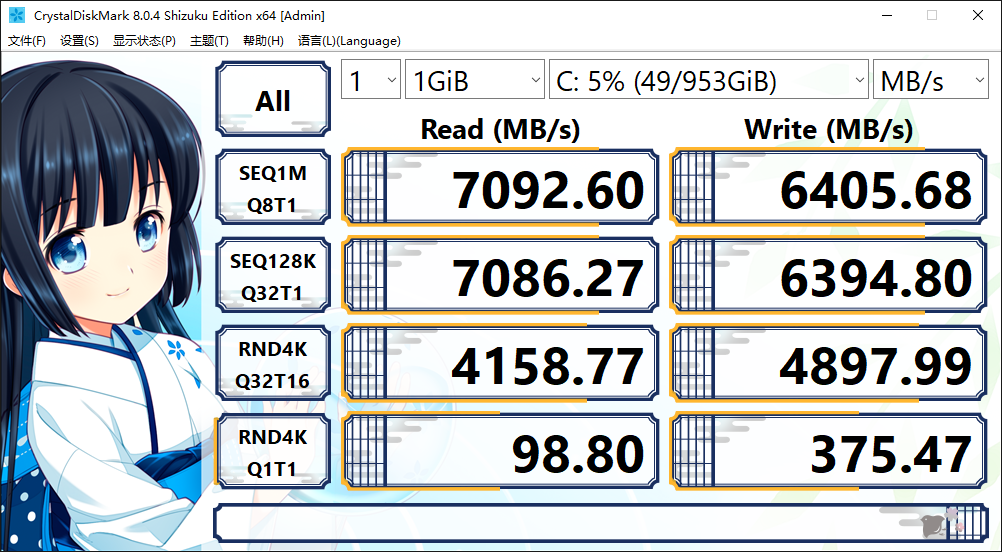 CrystalDiskMark 8.0.4 Shizuku Edition x64 [Admin]
文件(F) 设置(S) 显示状态(P) 主题(T) 帮助(H) 语言(L)(Language)
All 1 1GiB C: 5% (49/953GiB) MB/s
Read (MB/s) Write (MB/s)
SEQ1M
Q8T1
7092.60 6405.68
SEQ128K
Q32T1
7086.27 6394.80
RND4K
Q32T16
4158.77 4897.99
RND4K
Q1T1
98.80 375.47